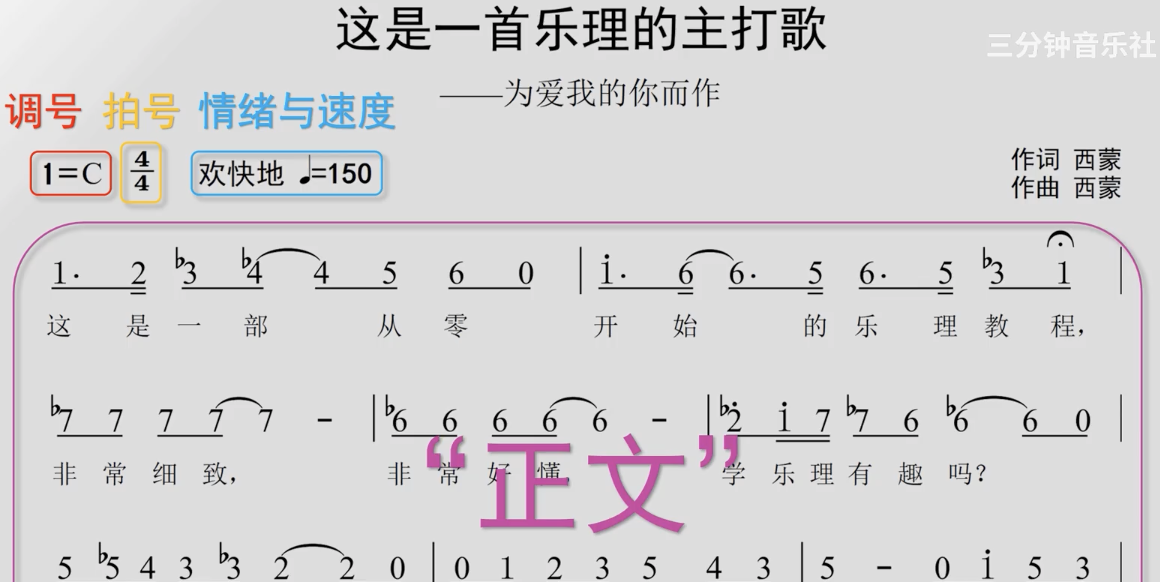 这是一首乐理的主打歌
三分钟音乐社
——为爱我的你而作
调号 拍号 情绪与速度
1=C 4/4 欢快地 ♩=150
作词 西蒙
作曲 西蒙
1· 2 ♭3 ♭4 4 5 6 0 | i· 6 6· 5 6· 5 ♭3 1 |
这 是 一 部 从 零 开 始 的 乐 理 教 程，
♭7 7 7 7 7 - | ♭6 6 6 6 6 - | ♭2 i 7 ♭7 6 ♭6 6 0 |
非 常 细 致， 非 常 好 懂， 学 乐 理 有 趣 吗？
“正文”
5 ♭5 4 3 ♭3 2 2 0 | 0 1 2 3 5 4 3 | 5 - 0 i 5 3